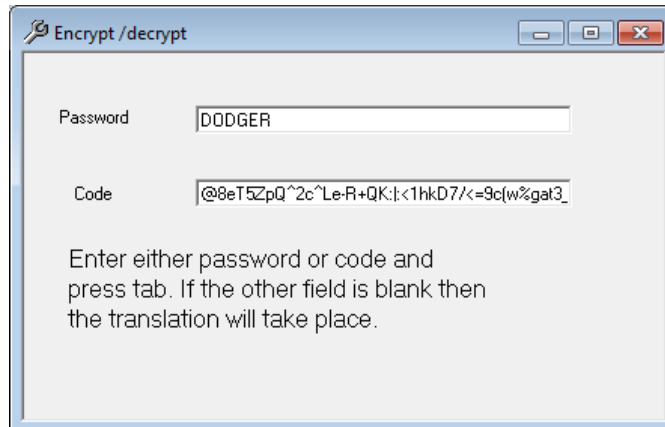 Encrypt /decrypt
Password
DODGER
Code
@8eT5ZpQ^2c^Le-R+QK:|:<1hkD7/<=9c(w%gat3_
Enter either password or code and
press tab. If the other field is blank then
the translation will take place.